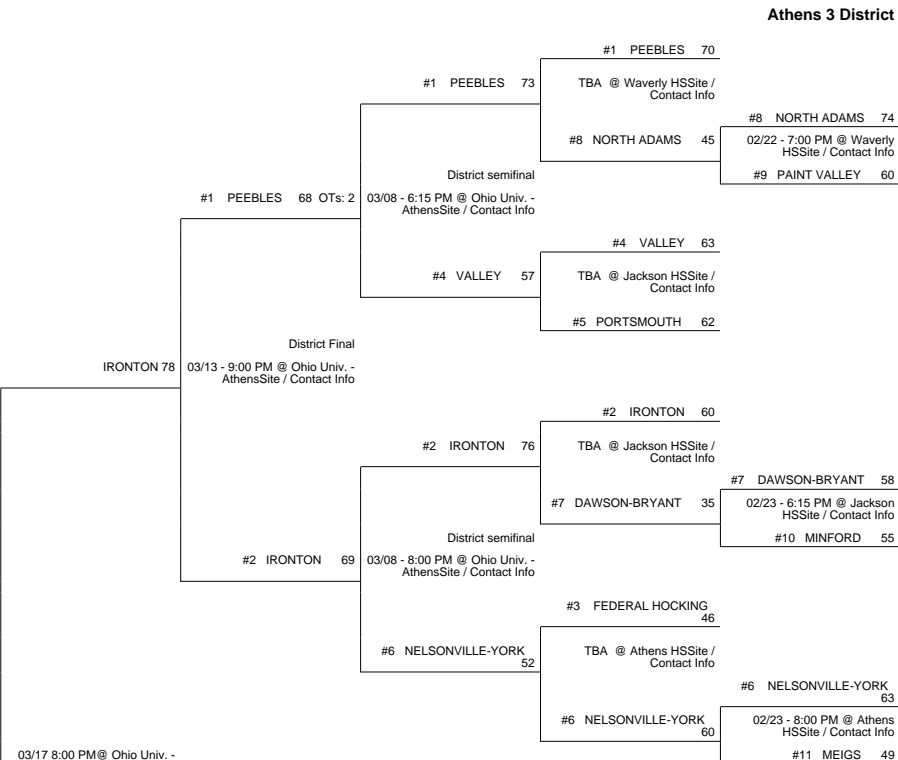 Athens 3 District
#1 PEEBLES 70
#1 PEEBLES 73
TBA @ Waverly HSSite /
Contact Info
#8 NORTH ADAMS 74
#8 NORTH ADAMS 45
02/22 - 7:00 PM @ Waverly
HSSite / Contact Info
District semifinal
#9 PAINT VALLEY 60
#1 PEEBLES 68 OTs: 2
03/08 - 6:15 PM @ Ohio Univ. -
AthensSite / Contact Info
#4 VALLEY 63
#4 VALLEY 57
TBA @ Jackson HSSite /
Contact Info
#5 PORTSMOUTH 62
District Final
IRONTON 78
03/13 - 9:00 PM @ Ohio Univ. -
AthensSite / Contact Info
#2 IRONTON 60
#2 IRONTON 76
TBA @ Jackson HSSite /
Contact Info
#7 DAWSON-BRYANT 58
#7 DAWSON-BRYANT 35
02/23 - 6:15 PM @ Jackson
HSSite / Contact Info
District semifinal
#10 MINFORD 55
#2 IRONTON 69
03/08 - 8:00 PM @ Ohio Univ. -
AthensSite / Contact Info
#3 FEDERAL HOCKING
46
#6 NELSONVILLE-YORK
52
TBA @ Athens HSSite /
Contact Info
#6 NELSONVILLE-YORK
63
#6 NELSONVILLE-YORK
60
02/23 - 8:00 PM @ Athens
HSSite / Contact Info
03/17 8:00 PM@ Ohio Univ. -
#11 MEIGS 49